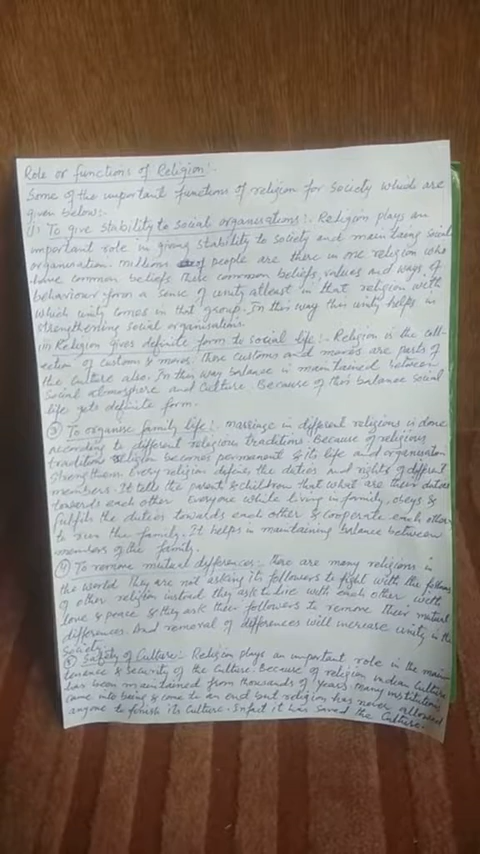 Role or functions of Religion:-
Some of the important functions of religion for Society which are
given below:-
(i) To give stability to social organisations:- Religion plays an
important role in giving stability to society and maintaing social
organisation. millions of people are there in one religion who
have common beliefs. These common beliefs, values and ways of
behaviour form a sense of unity atleast in that religion with
which unity comes in that group. In this way this unity helps in
strengthening social organisations.
(ii) Religion gives definite form to social life:- Religion is the coll-
ection of customs & mores. These customs and mores are parts of
the culture also. In this way balance is maintained between
Social atmosphere and culture. Because of this balance social
life gets definite form.
③ To organise family life:- marriage in different religions is done
according to different religious traditions. Because of religious
traditions religion becomes permanent & its life and organisation
strengthens. Every religion defines the duties and rights of different
members. It tells the parents & children that what are their duties
towards each other. Everyone while living in family, obeys &
fulfils the duties towards each other & cooperate each other
to run the family. It helps in maintaining balance between
members of the family.
④ To remove mutual differences:- There are many religions in
the world. They are not asking its followers to fight with the followers
of other religion instead they ask to live with each other with
love & peace & they ask their followers to remove their mutual
differences. And removal of differences will increase unity in the
Society.
⑤ Safety of Culture:- Religion plays an important role in the main
tenence & security of the culture. Because of religion Indian culture
has been maintained from thousands of years. many institutions
came into being & came to an end but religion has never allowed
anyone to finish its culture. Infact it has saved the culture.